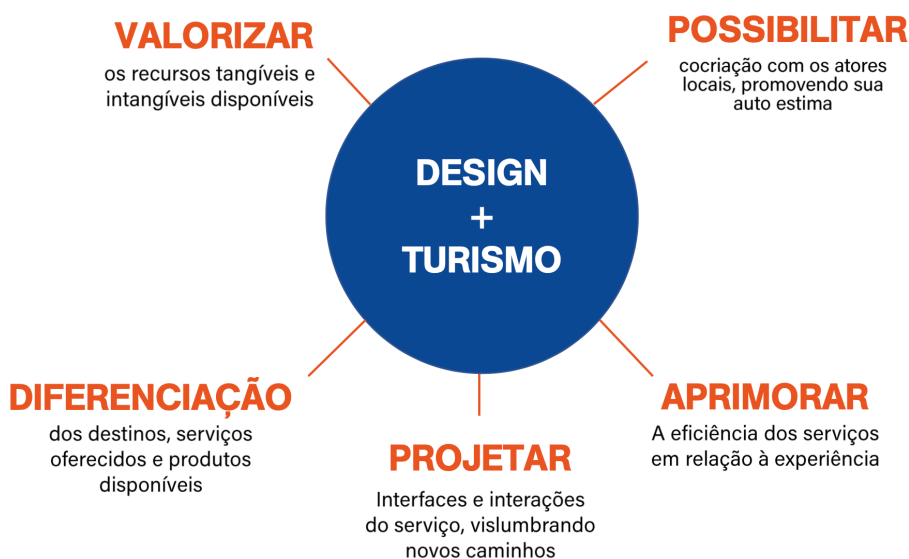 VALORIZAR
os recursos tangíveis e
intangíveis disponíveis
POSSIBILITAR
cocriação com os atores
locais, promovendo sua
auto estima
DESIGN
+
TURISMO
DIFERENCIAÇÃO
dos destinos, serviços
oferecidos e produtos
disponíveis
PROJETAR
Interfaces e interações
do serviço, vislumbrando
novos caminhos
APRIMORAR
A eficiência dos serviços
em relação à experiência